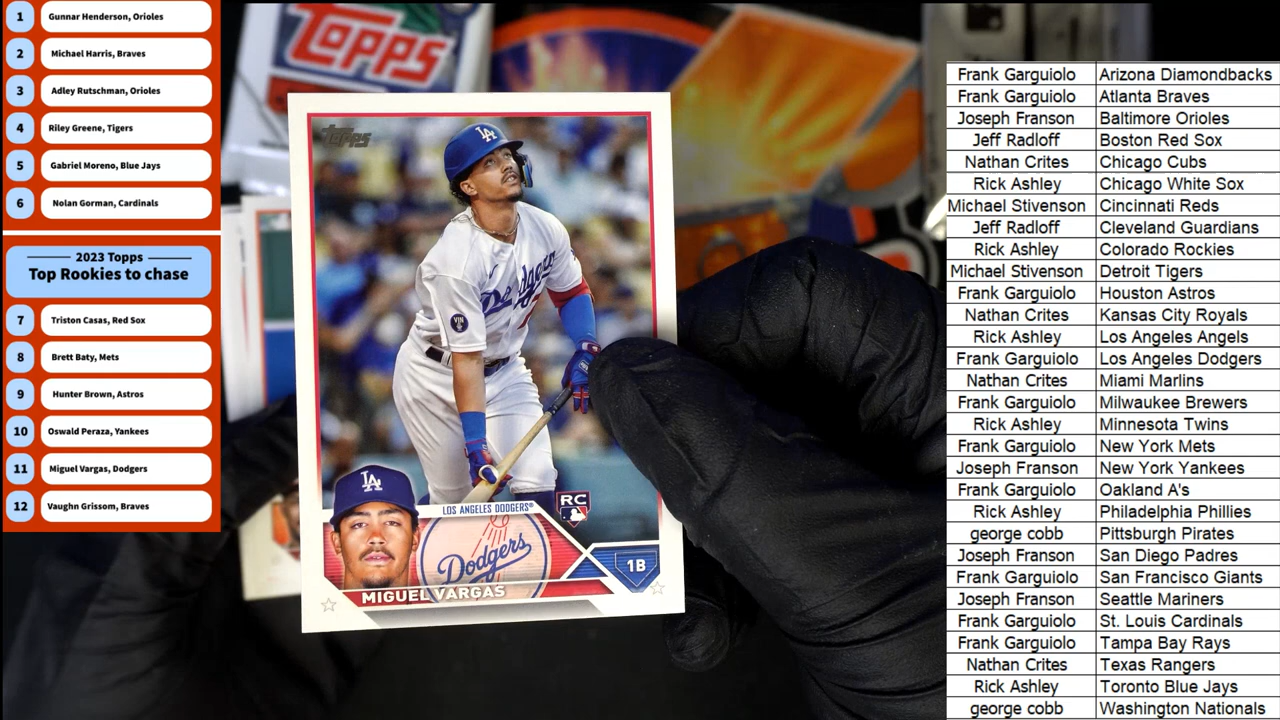 1 Gunnar Henderson, Orioles
2 Michael Harris, Braves
3 Adley Rutschman, Orioles
4 Riley Greene, Tigers
5 Gabriel Moreno, Blue Jays
6 Nolan Gorman, Cardinals
2023 Topps
Top Rookies to chase
7 Triston Casas, Red Sox
8 Brett Baty, Mets
9 Hunter Brown, Astros
10 Oswald Peraza, Yankees
11 Miguel Vargas, Dodgers
12 Vaughn Grissom, Braves
TOPPS
TOPPS
LA
Dodgers
VIN
LA
LOS ANGELES DODGERS®
RC
Dodgers
1B
MIGUEL VARGAS
Frank Garguiolo Arizona Diamondbacks
Frank Garguiolo Atlanta Braves
Joseph Franson Baltimore Orioles
Jeff Radloff Boston Red Sox
Nathan Crites Chicago Cubs
Rick Ashley Chicago White Sox
Michael Stivenson Cincinnati Reds
Jeff Radloff Cleveland Guardians
Rick Ashley Colorado Rockies
Michael Stivenson Detroit Tigers
Frank Garguiolo Houston Astros
Nathan Crites Kansas City Royals
Rick Ashley Los Angeles Angels
Frank Garguiolo Los Angeles Dodgers
Nathan Crites Miami Marlins
Frank Garguiolo Milwaukee Brewers
Rick Ashley Minnesota Twins
Frank Garguiolo New York Mets
Joseph Franson New York Yankees
Frank Garguiolo Oakland A's
Rick Ashley Philadelphia Phillies
george cobb Pittsburgh Pirates
Joseph Franson San Diego Padres
Frank Garguiolo San Francisco Giants
Joseph Franson Seattle Mariners
Frank Garguiolo St. Louis Cardinals
Frank Garguiolo Tampa Bay Rays
Nathan Crites Texas Rangers
Rick Ashley Toronto Blue Jays
george cobb Washington Nationals